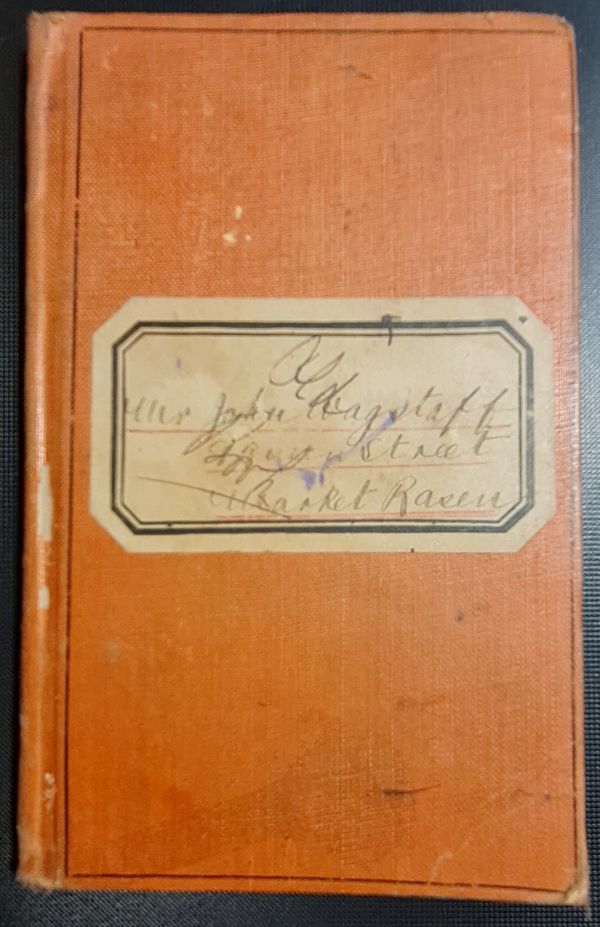 Mr John Wagstaff
Street
Market Rasen